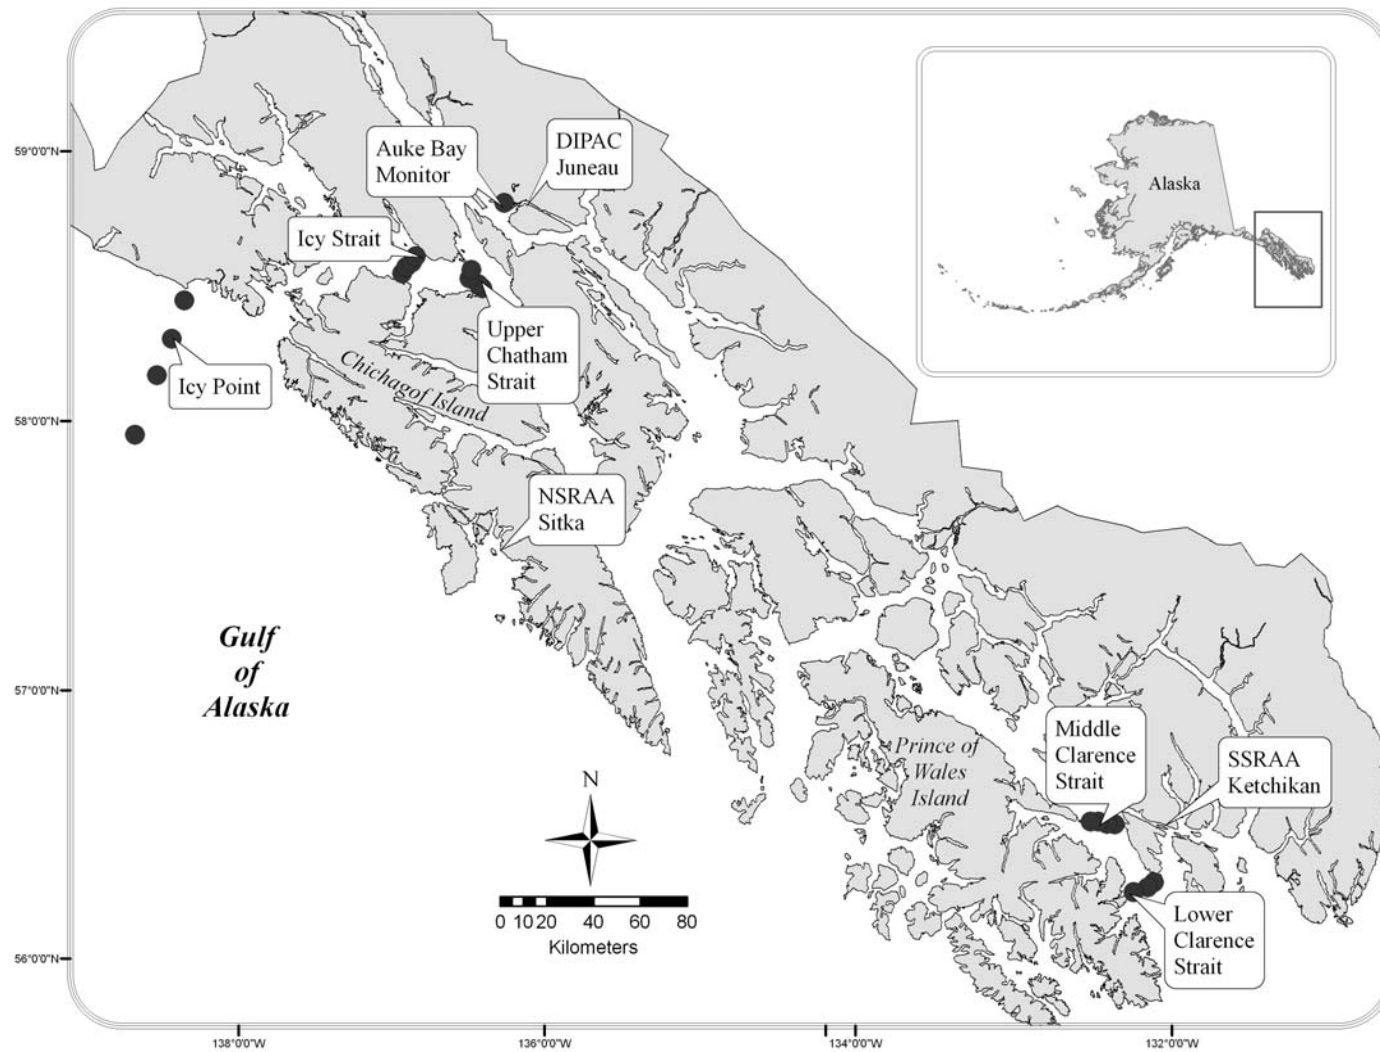 59°0'0"N
58°0'0"N
57°0'0"N
56°0'0"N
138°0'0"W
136°0'0"W
134°0'0"W
132°0'0"W
Auke Bay
Monitor
DIPAC
Juneau
Icy Strait
Upper
Chatham
Strait
Icy Point
Chichagof Island
NSRAA
Sitka
Gulf
of
Alaska
Prince of
Wales
Island
Middle
Clarence
Strait
SSRAA
Ketchikan
Lower
Clarence
Strait
N
0 5 10 20 40 60 80
Kilometers
Alaska